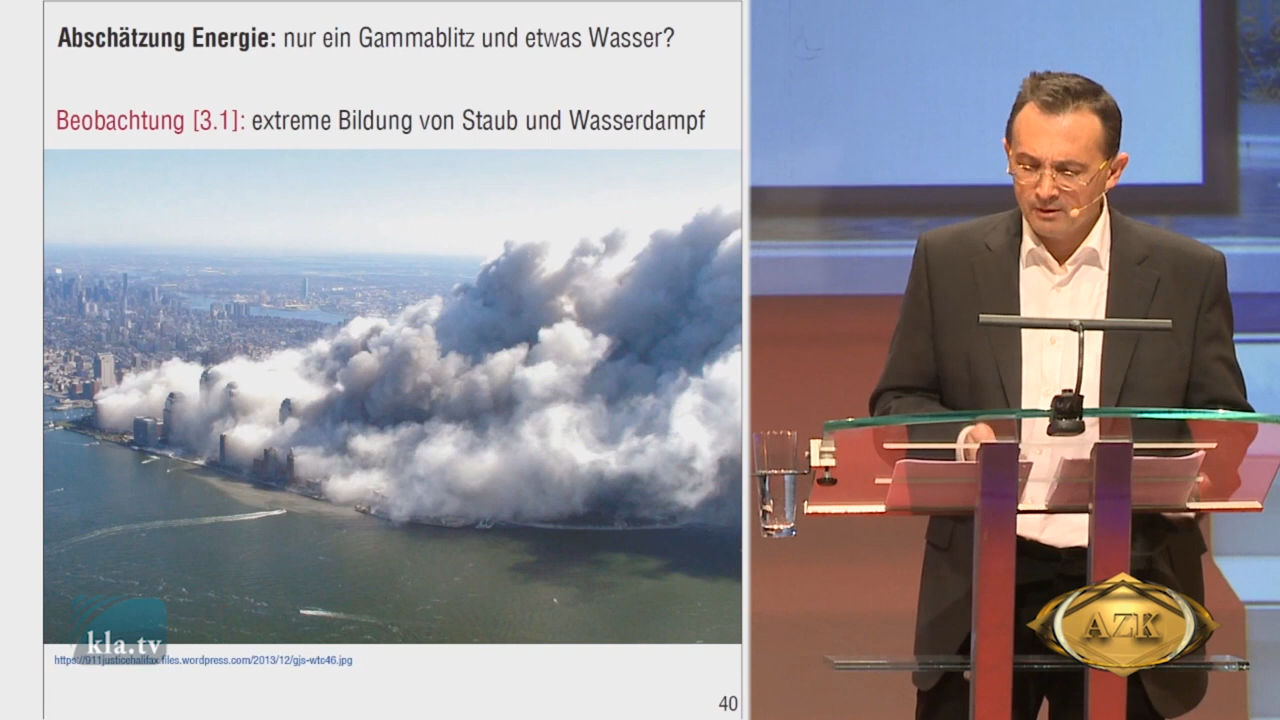 Abschätzung Energie: nur ein Gammablitz und etwas Wasser?
Beobachtung [3.1]: extreme Bildung von Staub und Wasserdampf
kla.tv
https://911justicehalifax.files.wordpress.com/2013/12/gjs-wtc46.jpg
40
AZK